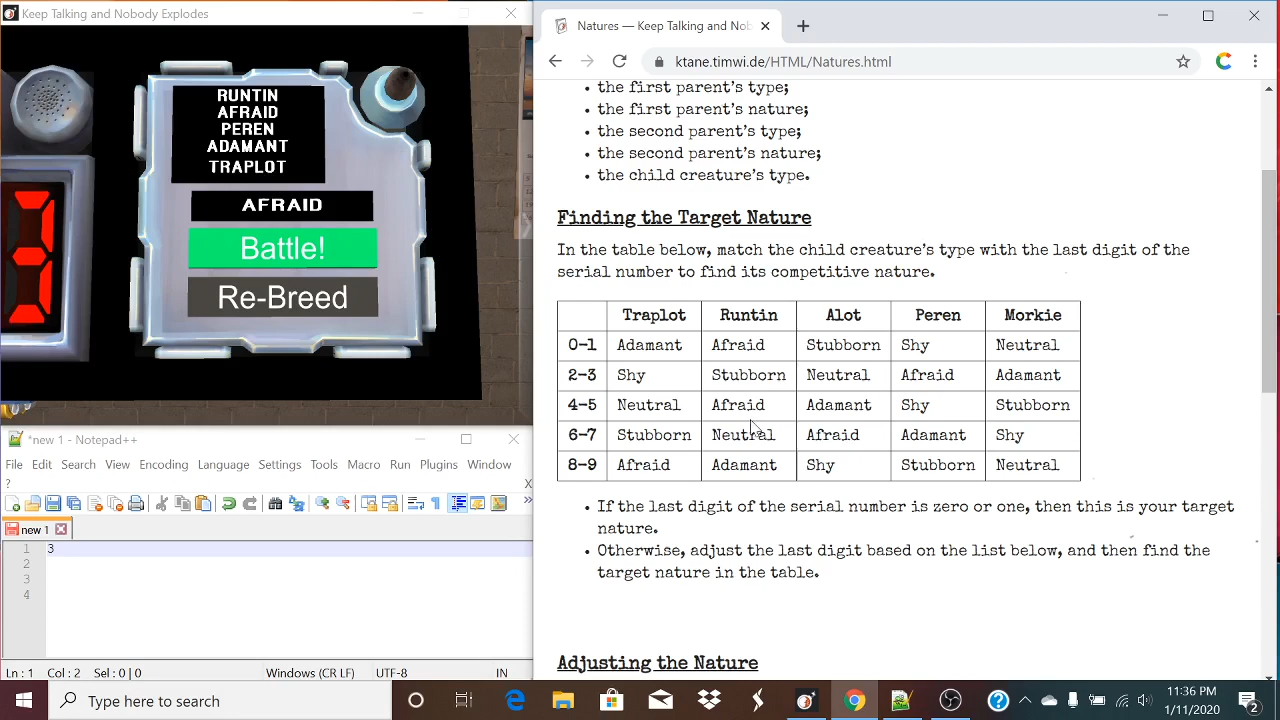 Keep Talking and Nobody Explodes
RUNTIN
AFRAID
PEREN
ADAMANT
TRAPLOT
AFRAID
Battle!
Re-Breed
*new 1 - Notepad++
File Edit Search View Encoding Language Settings Tools Macro Run Plugins Window
? X
new 1
1 3
2
3
4
Ln : 1 Col : 2 Sel : 0 | 0 Windows (CR LF) UTF-8 IN
Natures — Keep Talking and Nob
ktane.timwi.de/HTML/Natures.html
• the first parent's type;
• the first parent's nature;
• the second parent's type;
• the second parent's nature;
• the child creature's type.
Finding the Target Nature
In the table below, match the child creature's type with the last digit of the
serial number to find its competitive nature.
Traplot Runtin Alot Peren Morkie
0-1 Adamant Afraid Stubborn Shy Neutral
2-3 Shy Stubborn Neutral Afraid Adamant
4-5 Neutral Afraid Adamant Shy Stubborn
6-7 Stubborn Neutral Afraid Adamant Shy
8-9 Afraid Adamant Shy Stubborn Neutral
• If the last digit of the serial number is zero or one, then this is your target
nature.
• Otherwise, adjust the last digit based on the list below, and then find the
target nature in the table.
Adjusting the Nature
Type here to search
11:36 PM
1/11/2020
2